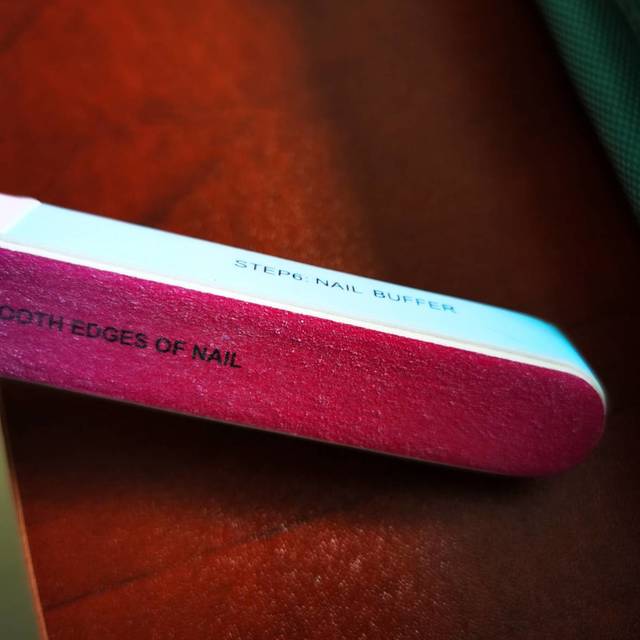 STEP6: NAIL BUFFER
OOTH EDGES OF NAIL